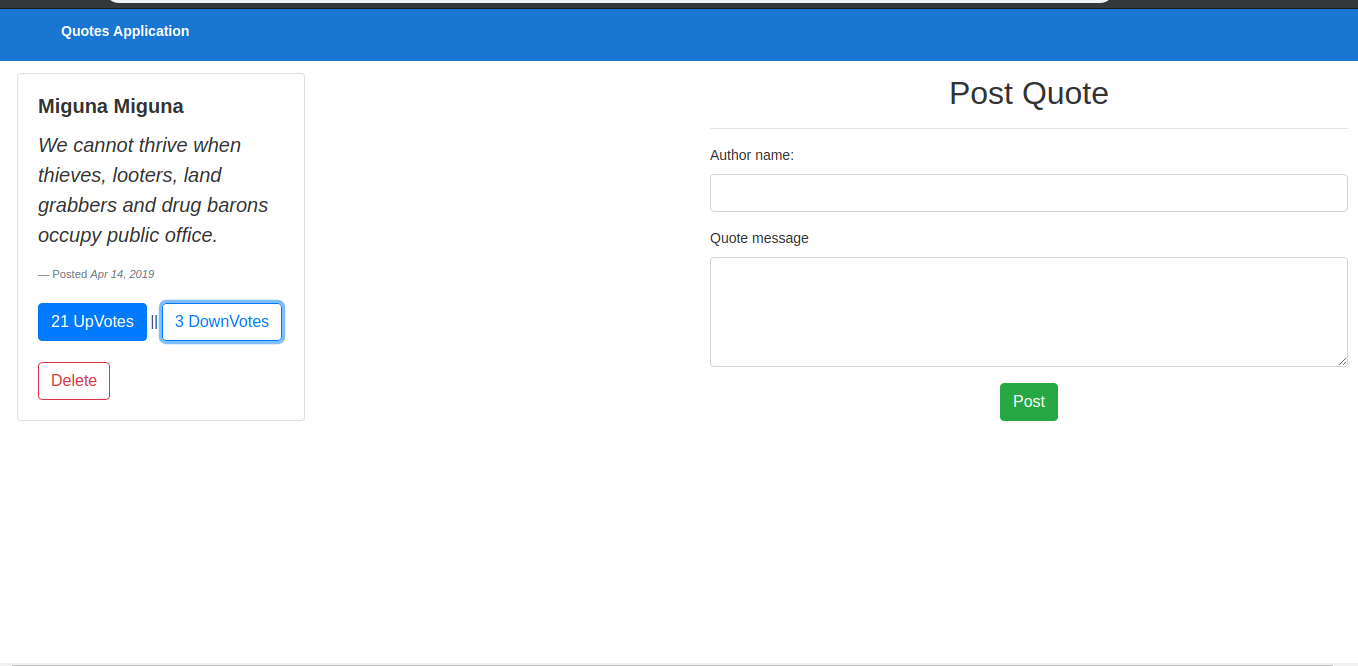 Quotes Application
Miguna Miguna
We cannot thrive when
thieves, looters, land
grabbers and drug barons
occupy public office.
— Posted Apr 14, 2019
21 UpVotes || 3 DownVotes
Delete
Post Quote
Author name:
Quote message
Post